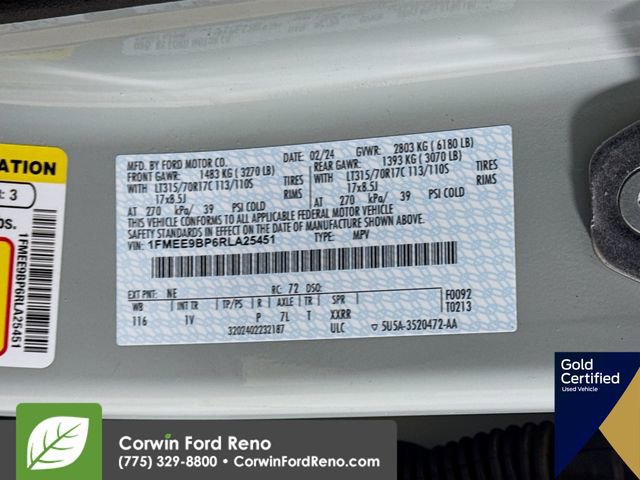 MFD. BY FORD MOTOR CO.
DATE: 02/24 GVWR: 2803 KG ( 6180 LB)
FRONT GAWR: 1483 KG ( 3270 LB)
REAR GAWR: 1393 KG ( 3070 LB)
WITH LT315/70R17C 113/110S TIRES
WITH LT315/70R17C 113/110S TIRES
17x8.5J RIMS
17x8.5J RIMS
AT 270 kPa/ 39 PSI COLD
AT 270 kPa/ 39 PSI COLD
THIS VEHICLE CONFORMS TO ALL APPLICABLE FEDERAL MOTOR VEHICLE
SAFETY STANDARDS IN EFFECT ON THE DATE OF MANUFACTURE SHOWN ABOVE.
VIN: 1FMEE9BP6RLA25451 TYPE: MPV
EXT PNT: NE RC: 72 DSO:
WB INT TR TP/PS R AXLE TR SPR
F0092
116 1V P 7L T XXRR
T0213
3202402232187 ULC ▽ 5U5A-3520472-AA
ATION
R: 3
OS.
1FMEE9BP6RLA25451
Gold
Certified
Used Vehicle
Corwin Ford Reno
(775) 329-8800 • CorwinFordReno.com